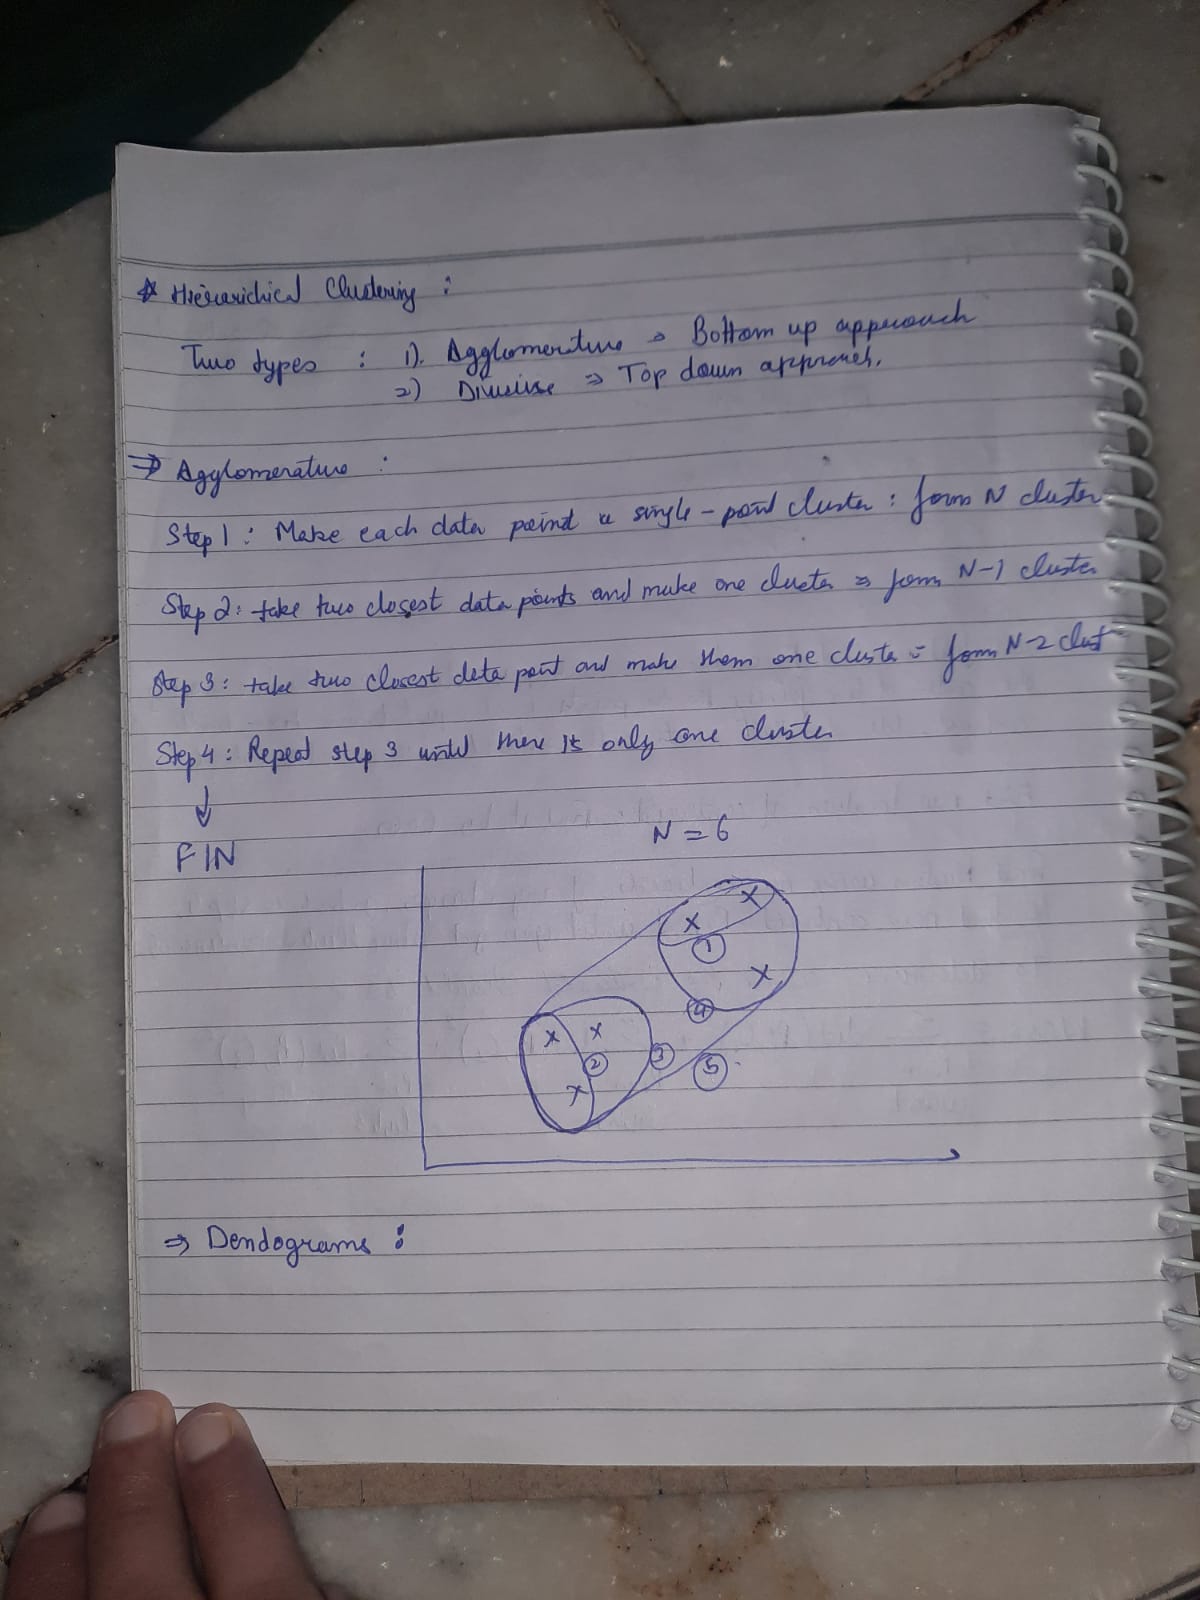 * Hierarichical Clustering :
Two types : 1). Agglomerative → Bottom up approach
2) Divisive ⇒ Top down approach.
⇒ Agglomerative :
Step 1 : Make each data point a single-point cluster : form N cluster
Step 2: take two closest data points and make one cluster ⇒ form N-1 cluster
Step 3: take two closest data point and make them one cluster = form N-2 clust
Step 4 : Repeat step 3 until there is only one cluster
↓
FIN
N = 6
1
4
2
3
5
⇒ Dendograms :